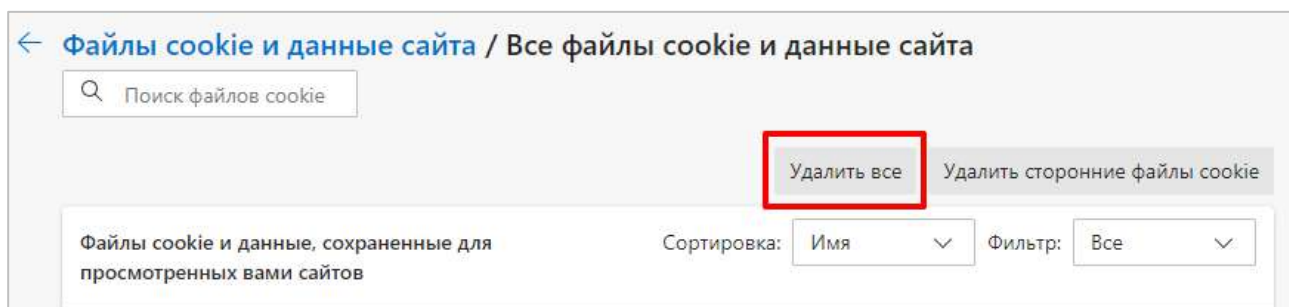 Файлы cookie и данные сайта / Все файлы cookie и данные сайта
Поиск файлов cookie
Удалить все Удалить сторонние файлы cookie
Файлы cookie и данные, сохраненные для
просмотренных вами сайтов
Сортировка: Имя Фильтр: Все